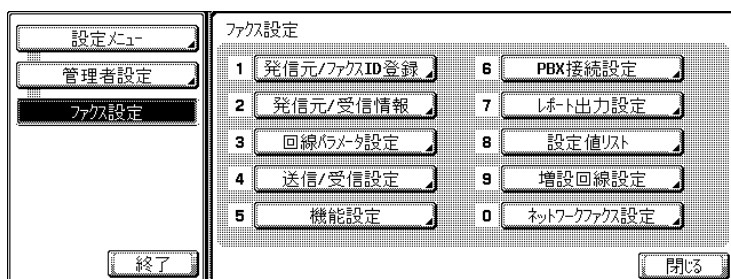 設定メニュー
管理者設定
ファクス設定
終了
ファクス設定
1 発信元/ファクスID登録
2 発信元/受信情報
3 回線パラメータ設定
4 送信/受信設定
5 機能設定
6 PBX接続設定
7 レポート出力設定
8 設定値リスト
9 増設回線設定
0 ネットワークファクス設定
閉じる